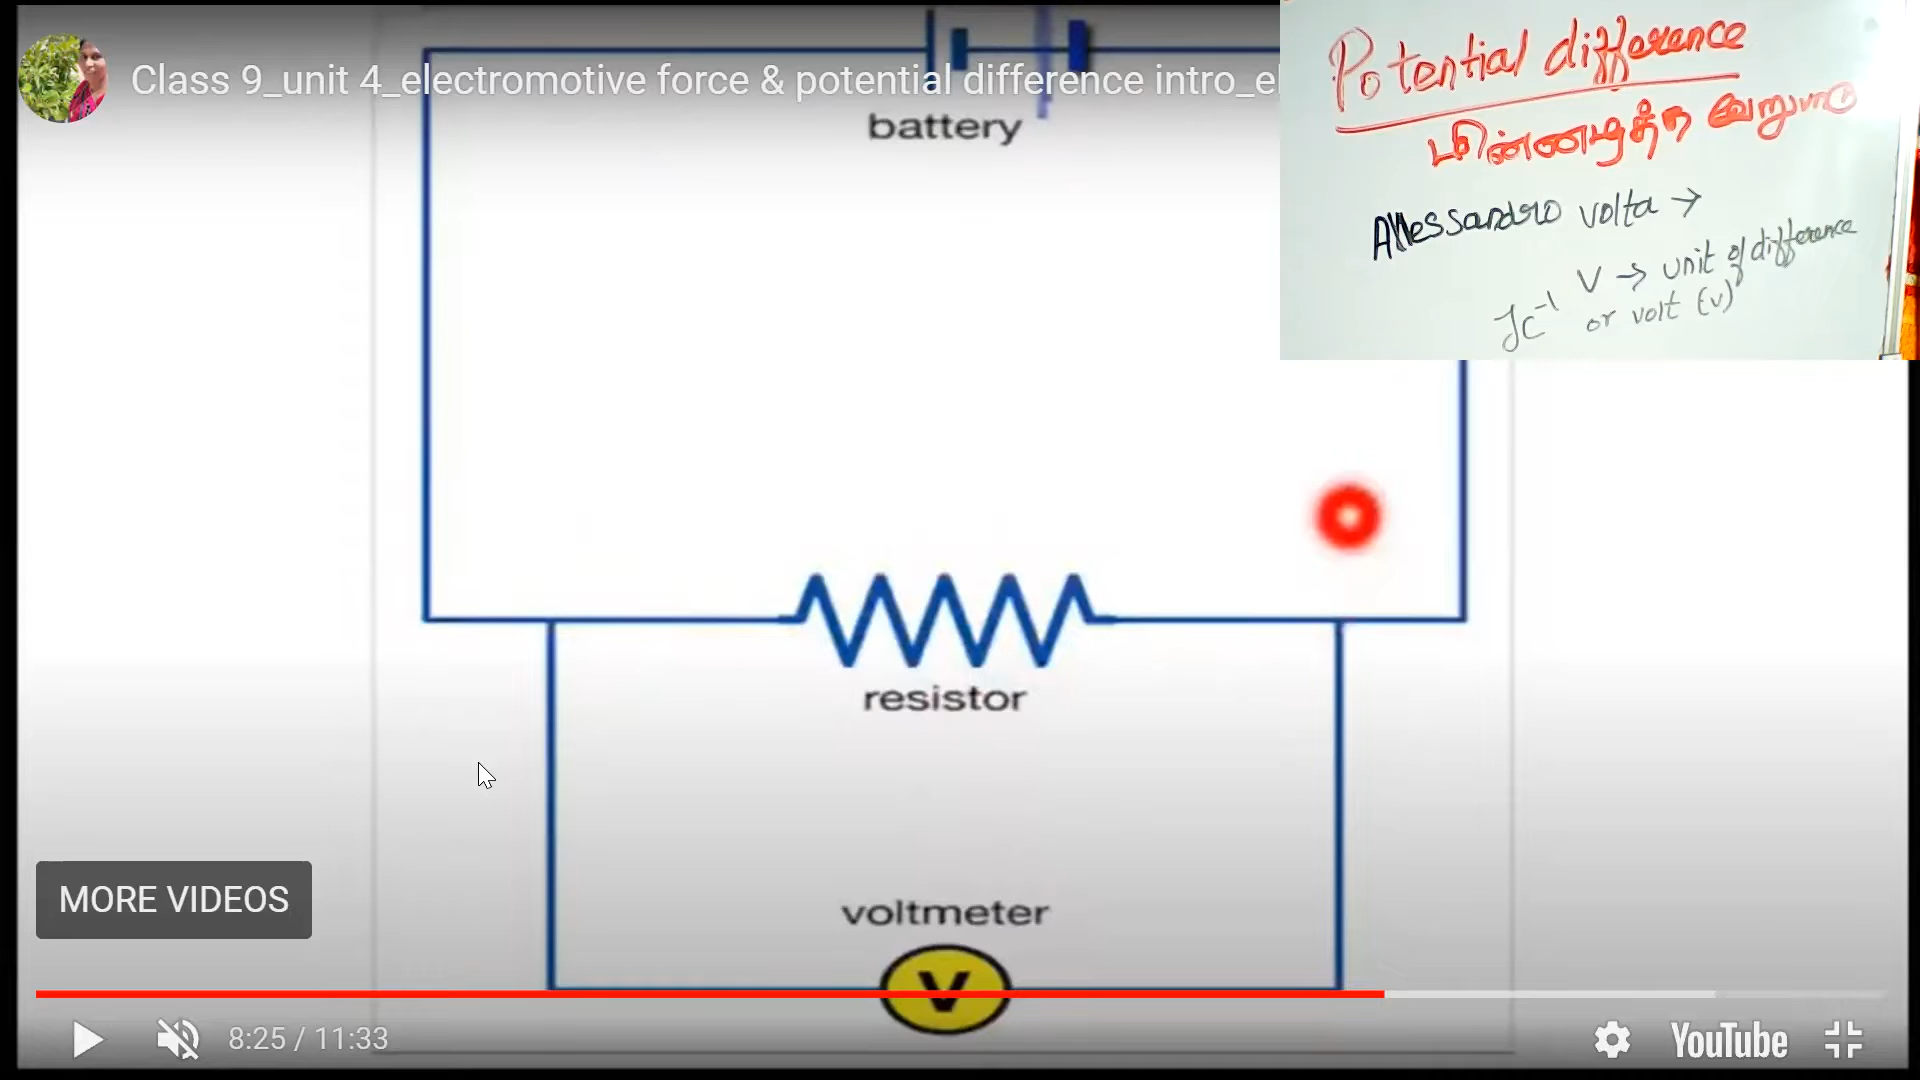 Class 9_unit 4_electromotive force & potential difference intro_el
battery
Potential difference
மின்னழுத்த வேறுபாடு
Allessandro volta →
V → unit of difference
JC⁻¹ or volt (v)
resistor
voltmeter
V
MORE VIDEOS
8:25 / 11:33
YouTube